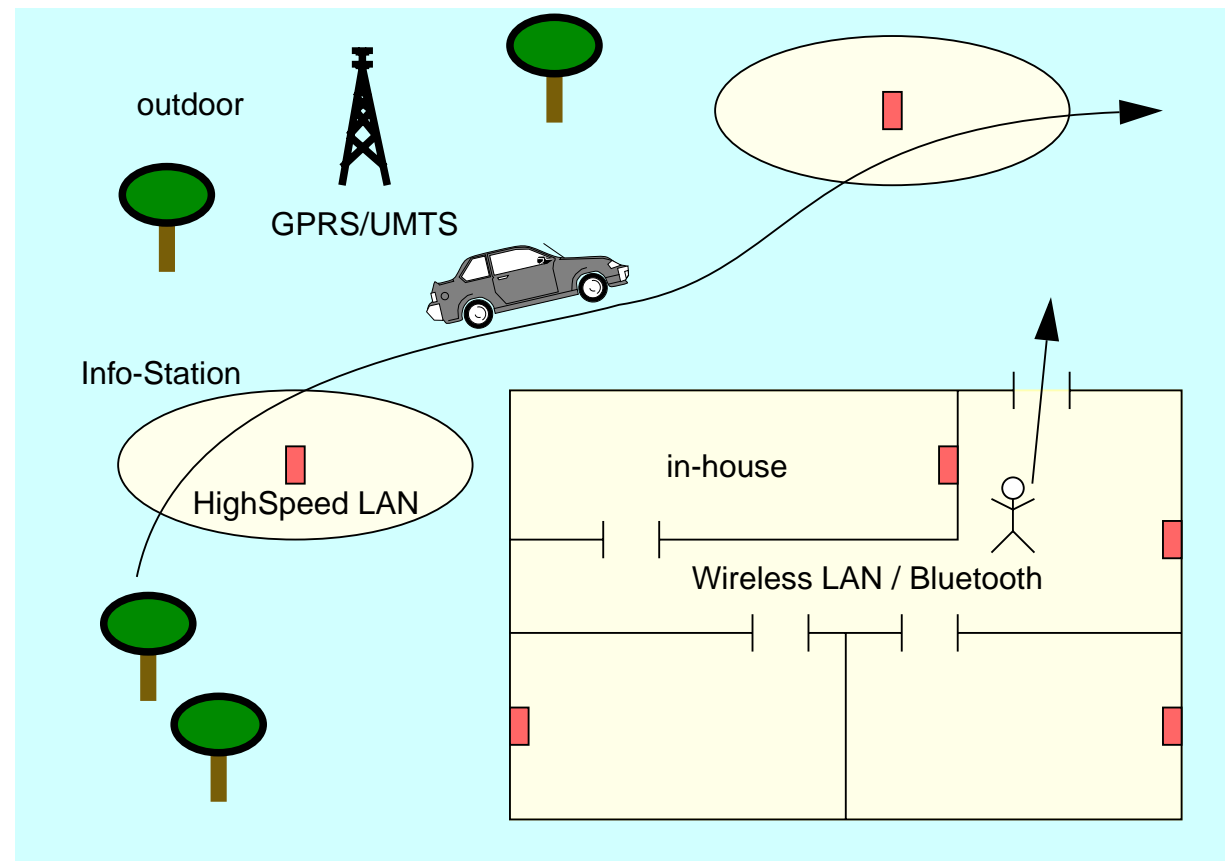 outdoor
GPRS/UMTS
Info-Station
HighSpeed LAN
in-house
Wireless LAN / Bluetooth